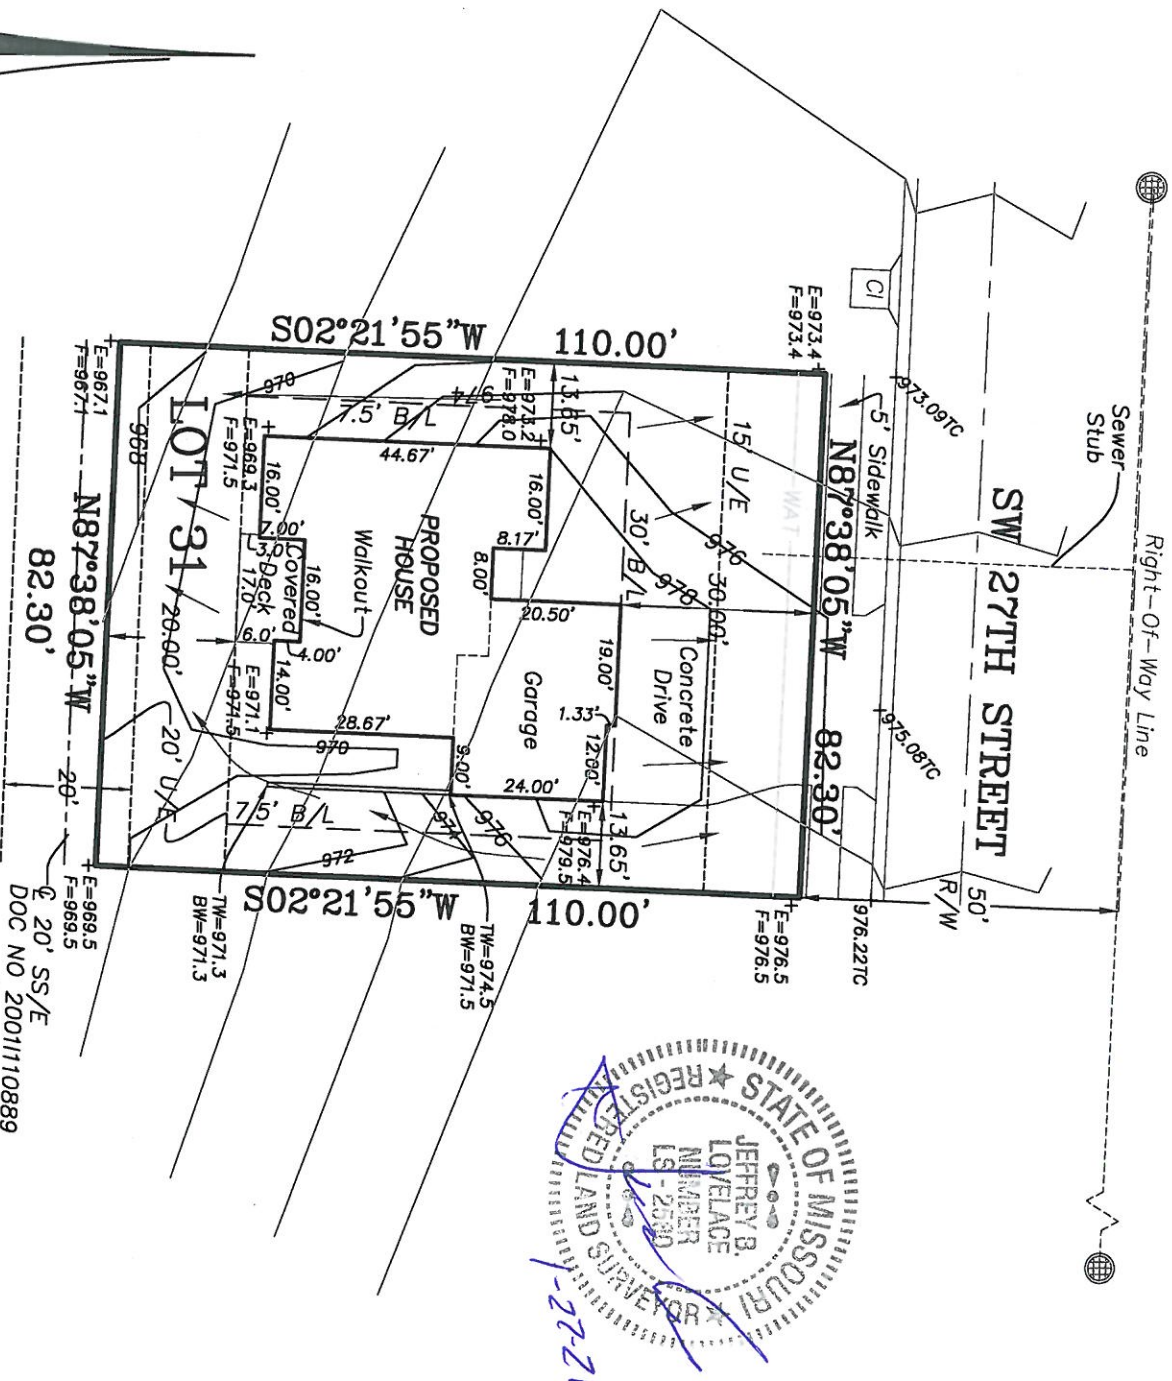 Right-Of-Way Line
Sewer
Stub
SW 27TH STREET
50'
R/W
CI
973.09TC
975.08TC
976.22TC
5' Sidewalk
N87°38'05"W 82.30'
E=973.4
F=973.4
E=976.5
F=976.5
WAT
15' U/E
S02°21'55"W 110.00'
13.65'
E=973.2
F=978.0
974
976
978
30' B/L
30.00'
Concrete
Drive
7.5' B/L
970
44.67'
16.00'
8.17'
8.00'
20.50'
19.00'
1.33'
12.00'
Garage
24.00'
9.00'
13.65'
E=976.4
F=979.5
PROPOSED
HOUSE
Walkout
16.00'
7.00'
3.0'
16.00'
Covered
Deck
17.0'
4.00'
6.0'
14.00'
28.67'
E=969.3
F=971.5
E=971.1
F=971.5
970
976
974
972
7.5' B/L
S02°21'55"W 110.00'
TW=974.5
BW=971.5
TW=971.3
BW=971.3
LOT 31
968
20.00'
20' U/E
E=967.1
F=967.1
E=969.5
F=969.5
N87°38'05"W
82.30'
20'
℄ 20' SS/E
DOC NO 2001I110889
STATE OF MISSOURI
REGISTERED LAND SURVEYOR
JEFFREY B.
LOVELACE
NUMBER